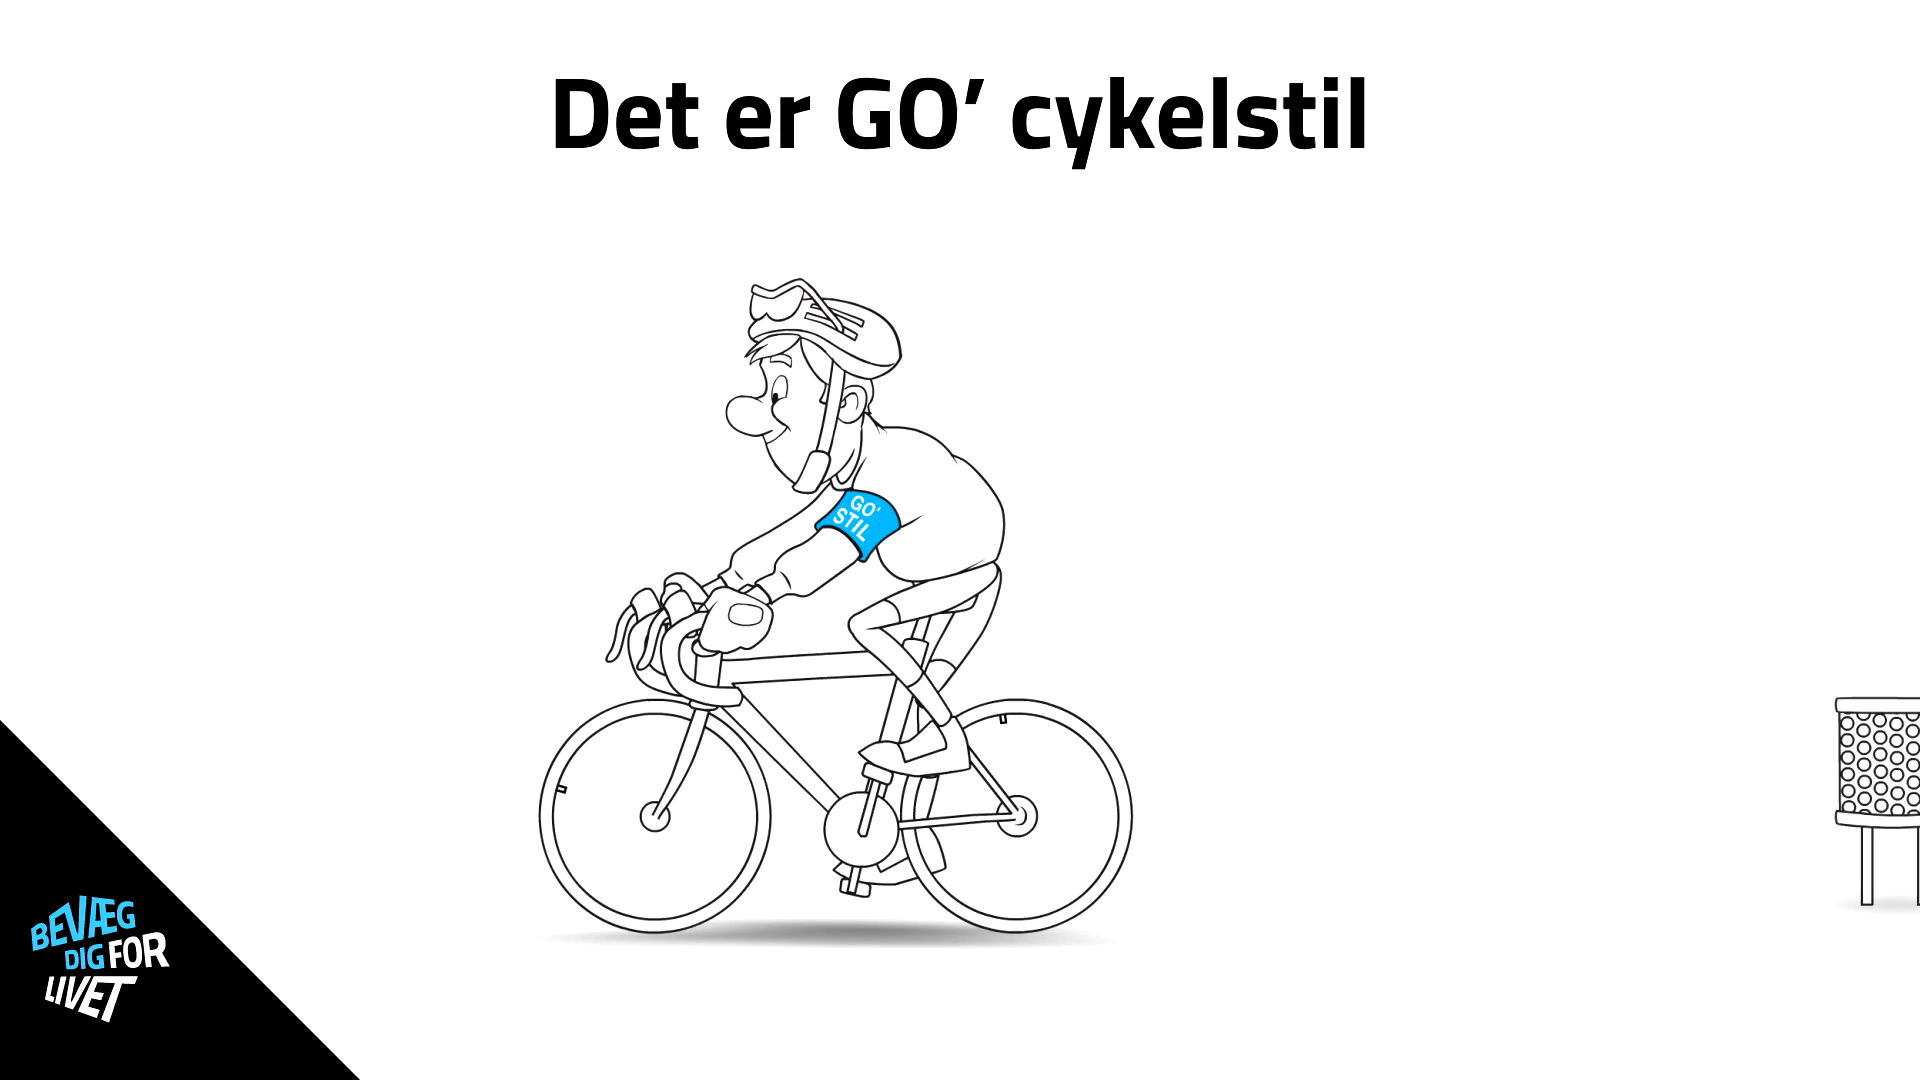 Det er GO’ cykelstil
GO'
STIL
BEVÆG
DIG FOR
LIVET